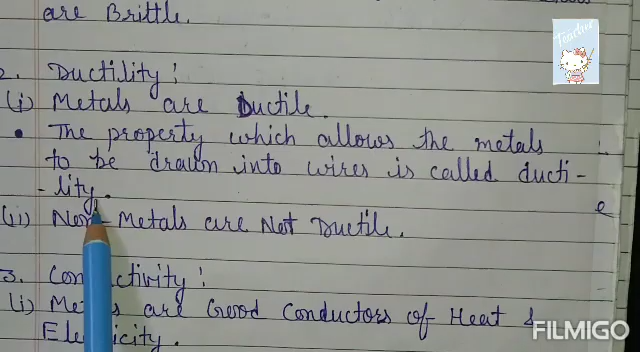 are Brittle.
Teacher
2. Ductility:
(i) Metals are Ductile.
• The property which allows the metals
to be drawn into wires is called ducti-
-lity.
e
(ii) Non-Metals are Not Ductile.
3. Conductivity:
(i) Metals are Good Conductors of Heat &
Electricity.
FILMIGO